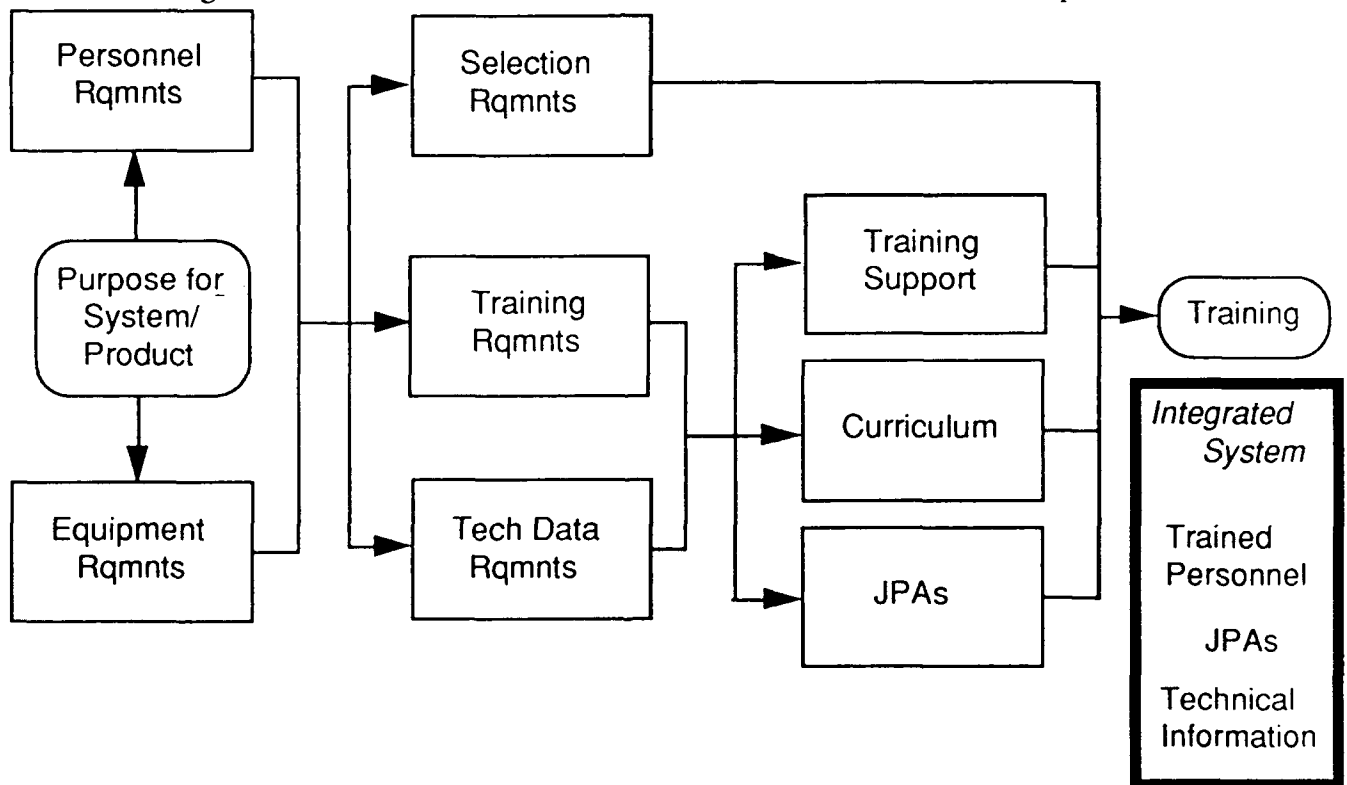 Personnel
Rqmnts
Selection
Rqmnts
Purpose for
System/
Product
Training
Support
Training
Rqmnts
Training
Curriculum
Integrated
System
Equipment
Rqmnts
Tech Data
Rqmnts
JPAs
Trained
Personnel
JPAs
Technical
Information